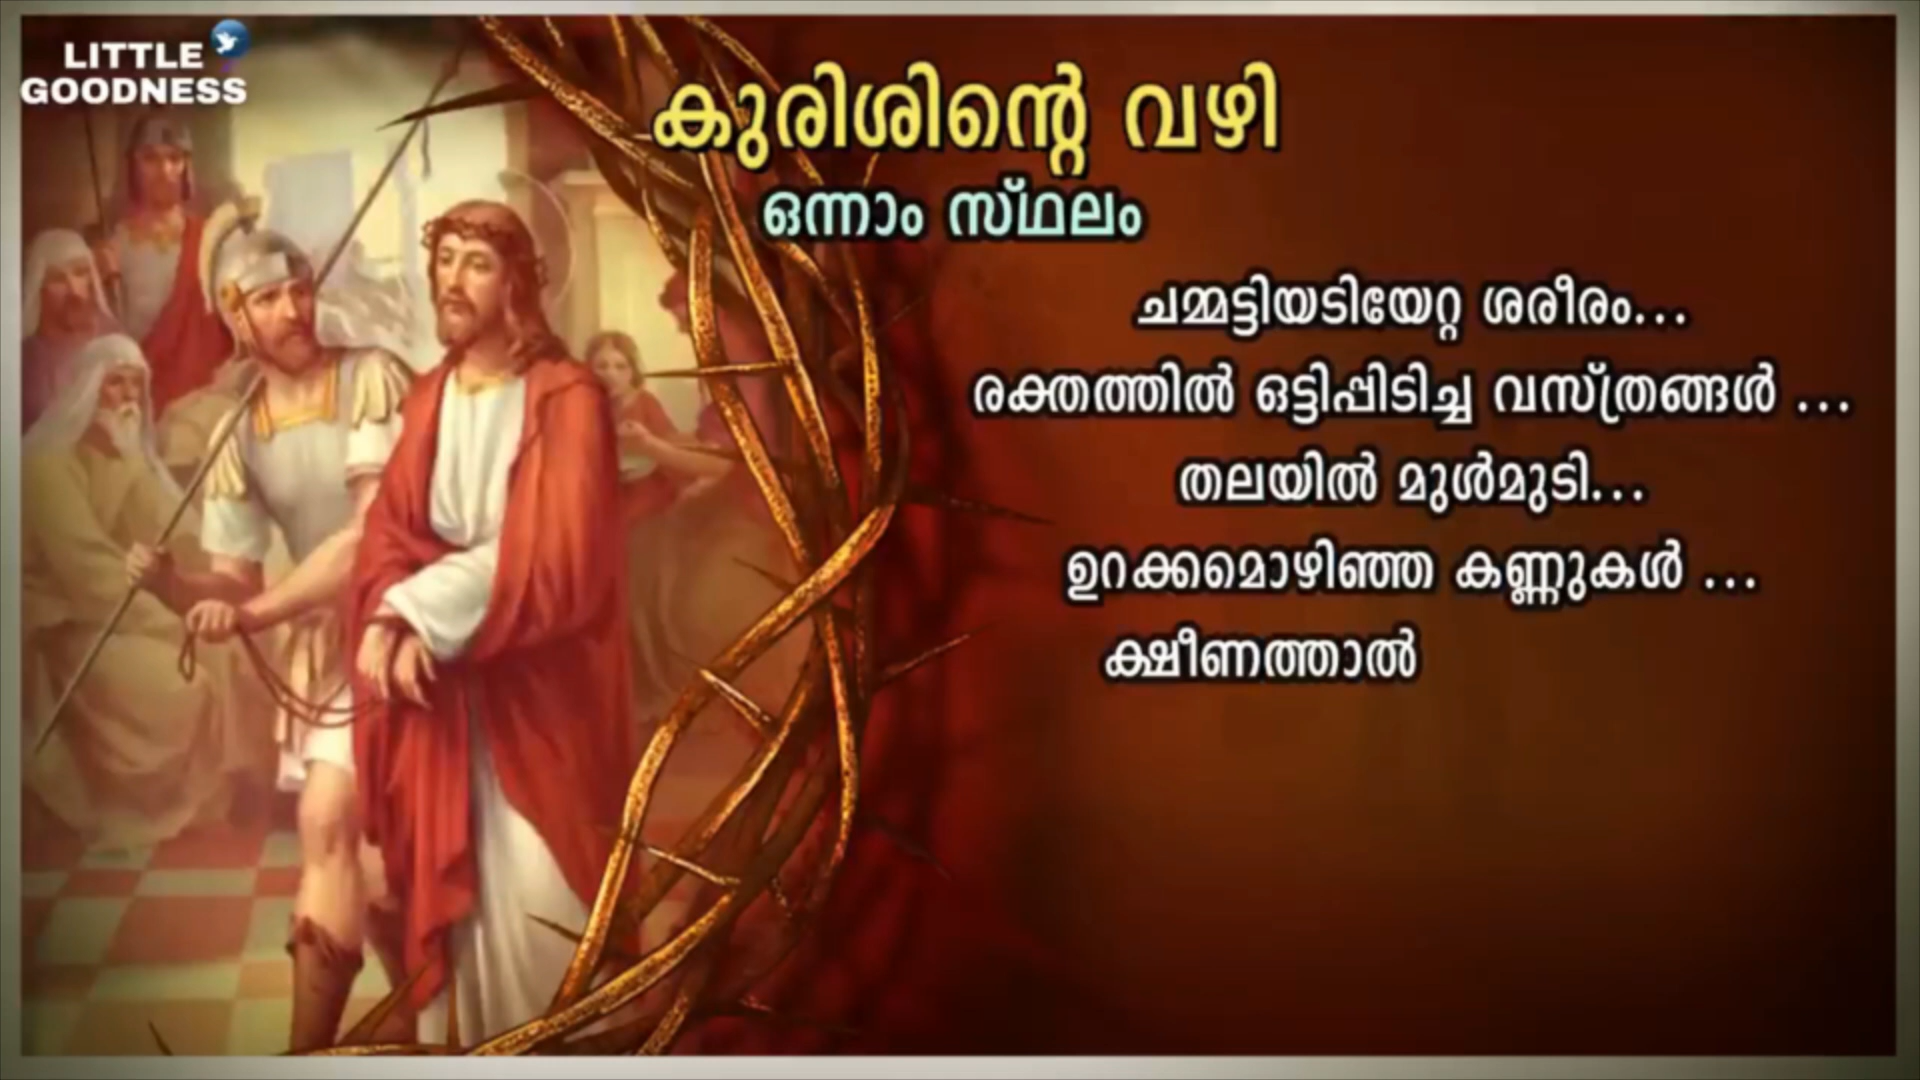 LITTLE
GOODNESS
കുരിശിന്റെ വഴി
ഒന്നാം സ്ഥലം
ചമ്മട്ടിയടിയേറ്റ ശരീരം...
രക്തത്തിൽ ഒട്ടിപ്പിടിച്ച വസ്ത്രങ്ങൾ ...
തലയിൽ മുൾമുടി...
ഉറക്കമൊഴിഞ്ഞ കണ്ണുകൾ ...
ക്ഷീണത്താൽ